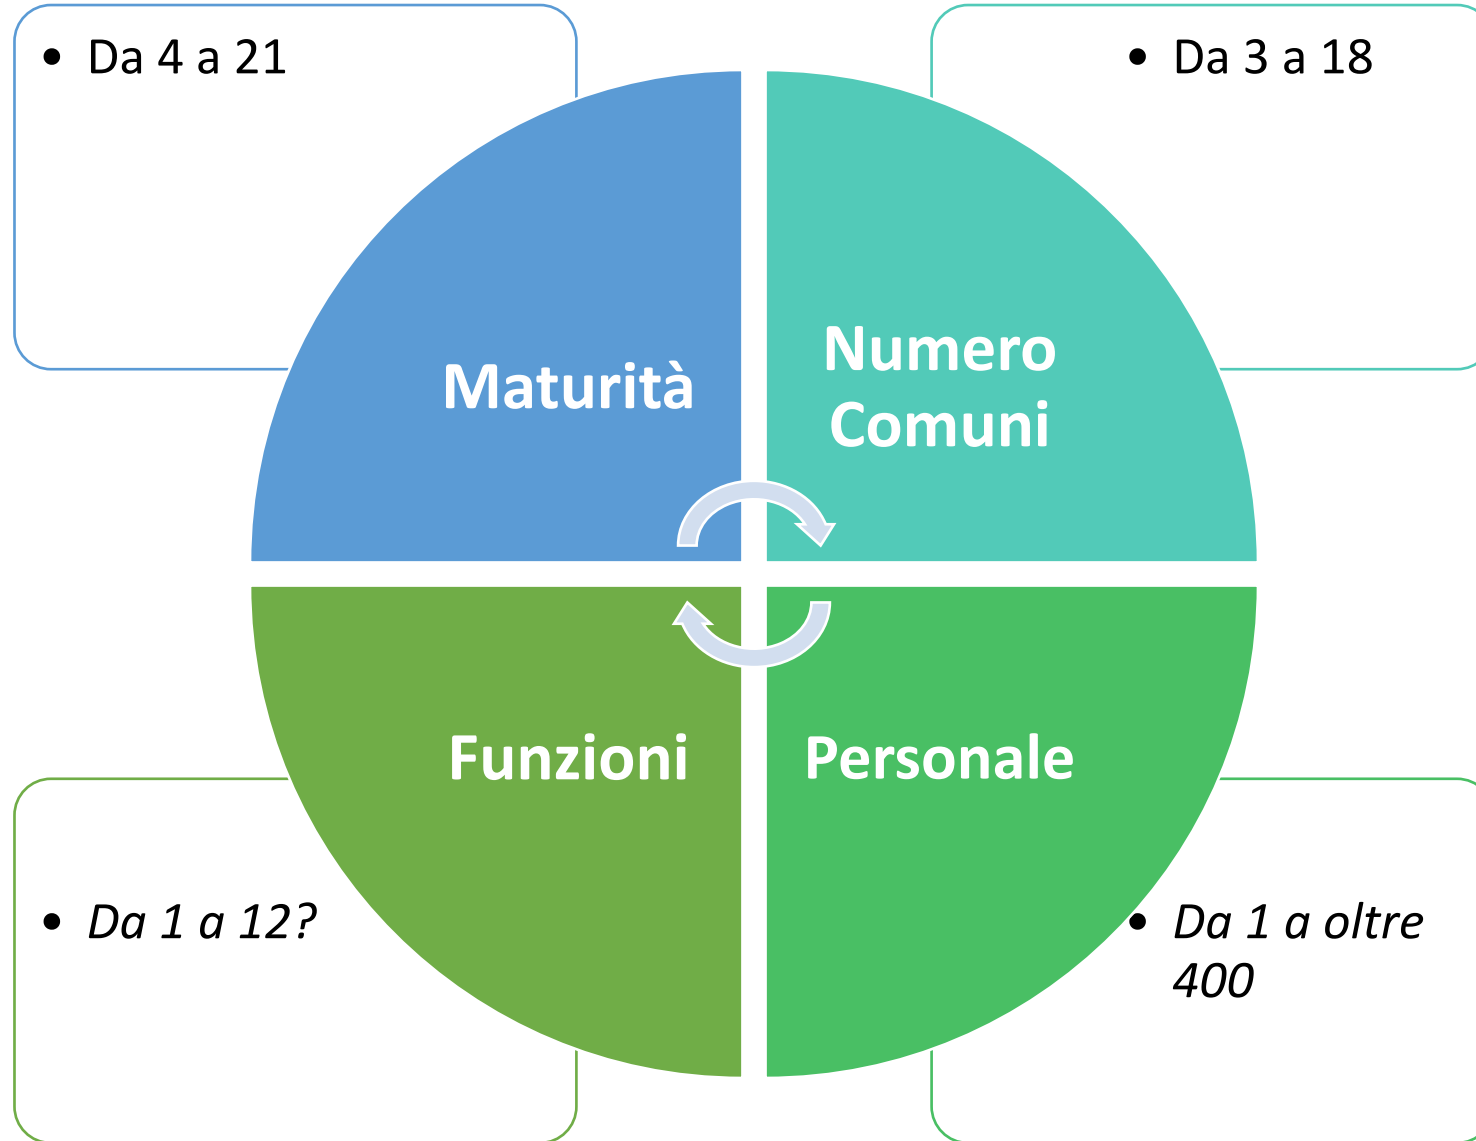 • Da 4 a 21
• Da 3 a 18
Maturità
Numero
Comuni
Funzioni
Personale
• Da 1 a 12?
• Da 1 a oltre
400